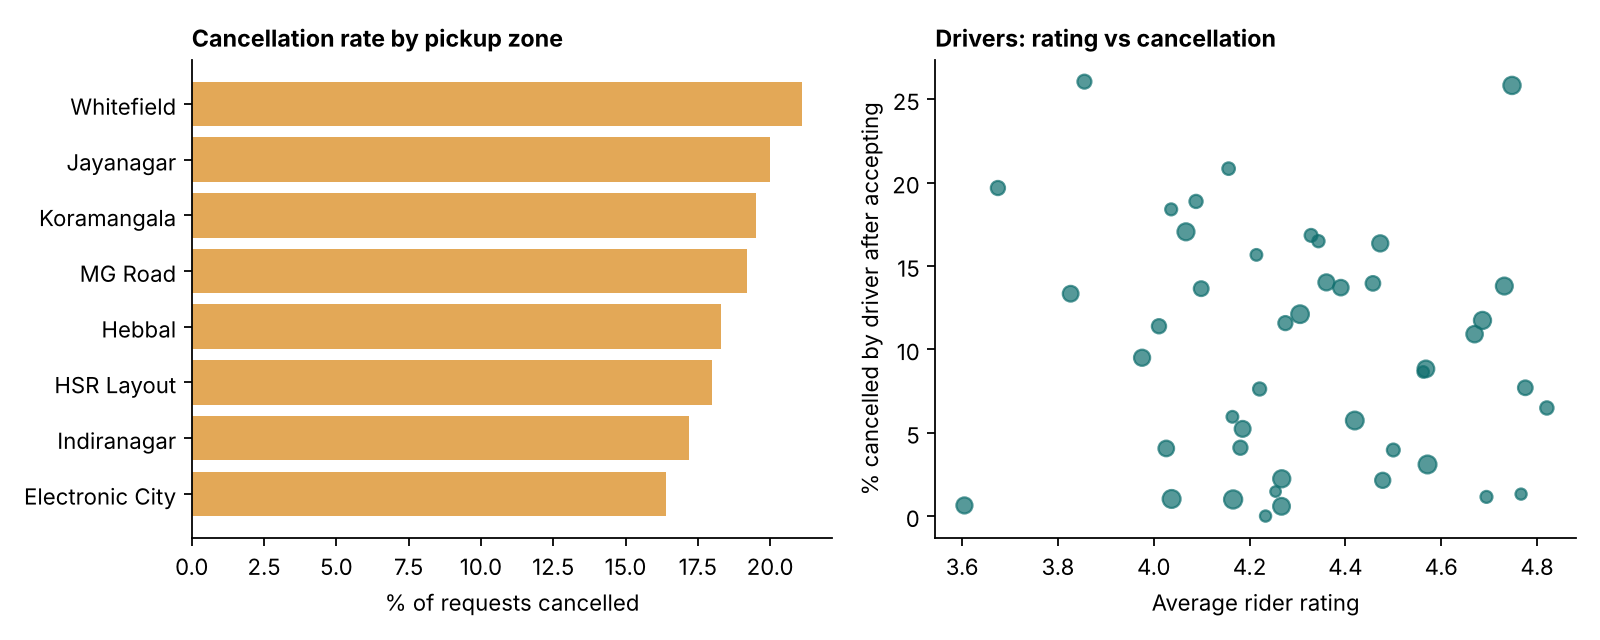 Cancellation rate by pickup zone
Whitefield
Jayanagar
Koramangala
MG Road
Hebbal
HSR Layout
Indiranagar
Electronic City
0.0 2.5 5.0 7.5 10.0 12.5 15.0 17.5 20.0
% of requests cancelled
Drivers: rating vs cancellation
% cancelled by driver after accepting
25
20
15
10
5
0
3.6 3.8 4.0 4.2 4.4 4.6 4.8
Average rider rating